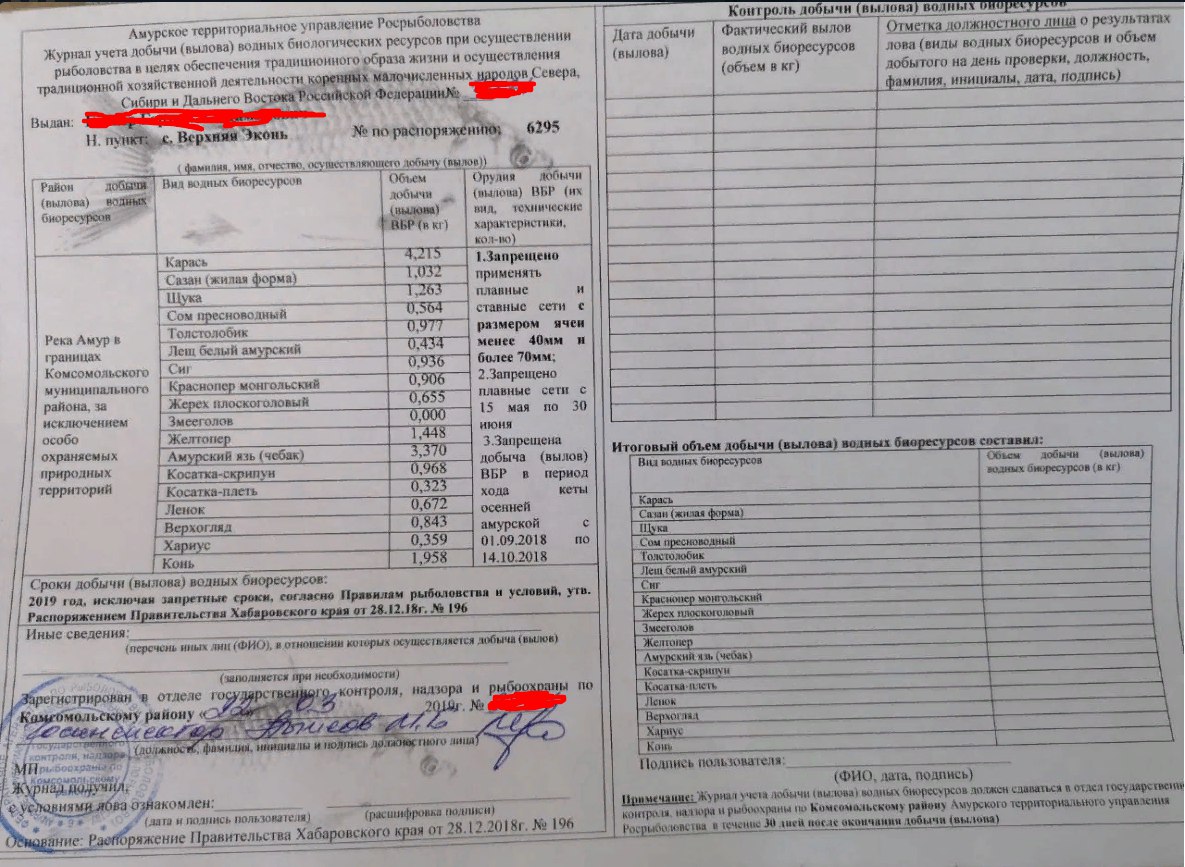 Амурское территориальное управление Росрыболовства
Журнал учета добычи (вылова) водных биологических ресурсов при осуществлении
рыболовства в целях обеспечения традиционного образа жизни и осуществления
традиционной хозяйственной деятельности коренных малочисленных народов Севера,
Сибири и Дальнего Востока Российской Федерации№
Выдан:
Н. пункт: с. Верхняя Эконь № по распоряжению; 6295
( фамилия, имя, отчество, осуществляющего добычу (вылов))
Район добычи
(вылова) водных
биоресурсов
Вид водных биоресурсов
Объем
добычи
(вылова)
ВБР (в кг)
Орудия добычи
(вылова) ВБР (их
вид, технические
характеристики,
кол-во)
Река Амур в
границах
Комсомольского
муниципального
района, за
исключением
особо
охраняемых
природных
территорий
Карась 4,215
Сазан (жилая форма) 1,032
Щука 1,263
Сом пресноводный 0,564
Толстолобик 0,977
Лещ белый амурский 0,434
Сиг 0,936
Краснопер монгольский 0,906
Жерех плоскоголовый 0,655
Змееголов 0,000
Желтопер 1,448
Амурский язь (чебак) 3,370
Косатка-скрипун 0,968
Косатка-плеть 0,323
Ленок 0,672
Верхогляд 0,843
Хариус 0,359
Конь 1,958
1.Запрещено
применять
плавные и
ставные сети с
размером ячеи
менее 40мм и
более 70мм;
2.Запрещено
плавные сети с
15 мая по 30
июня
3.Запрещена
добыча (вылов)
ВБР в период
хода кеты
осенней
амурской с
01.09.2018 по
14.10.2018
Сроки добычи (вылова) водных биоресурсов:
2019 год, исключая запретные сроки, согласно Правилам рыболовства и условий, утв.
Распоряжением Правительства Хабаровского края от 28.12.18г. № 196
Иные сведения:
(перечень иных лиц (ФИО), в отношении которых осуществляется добыча (вылов)
(заполняется при необходимости)
Зарегистрирован в отделе государственного контроля, надзора и рыбоохраны по
Комсомольскому району « 22 03 2019г. №
госинспектор
(должность, фамилия, инициалы и подпись должностного лица)
МП
Журнал получил,
с условиями лова ознакомлен:
(дата и подпись пользователя) (расшифровка подписи)
Основание: Распоряжение Правительства Хабаровского края от 28.12.2018г. № 196
государственного
контроля, надзора
рыбоохраны по
Комсомольскому
Контроль добычи (вылова) водных биоресурсов
Дата добычи
(вылова)
Фактический вылов
водных биоресурсов
(объем в кг)
Отметка должностного лица о результатах
лова (виды водных биоресурсов и объем
добытого на день проверки, должность,
фамилия, инициалы, дата, подпись)
Итоговый объем добычи (вылова) водных биоресурсов составил:
Вид водных биоресурсов
Объем добычи (вылова)
водных биоресурсов (в кг)
Карась
Сазан (жилая форма)
Щука
Сом пресноводный
Толстолобик
Лещ белый амурский
Сиг
Краснопер монгольский
Жерех плоскоголовый
Змееголов
Желтопер
Амурский язь (чебак)
Косатка-скрипун
Косатка-плеть
Ленок
Верхогляд
Хариус
Конь
Подпись пользователя:
(ФИО, дата, подпись)
Примечание: Журнал учета добычи (вылова) водных биоресурсов должен сдаваться в отдел государственно
контроля, надзора и рыбоохраны по Комсомольскому району Амурского территориального управления
Росрыболовства в течение 30 дней после окончания добычи (вылова)